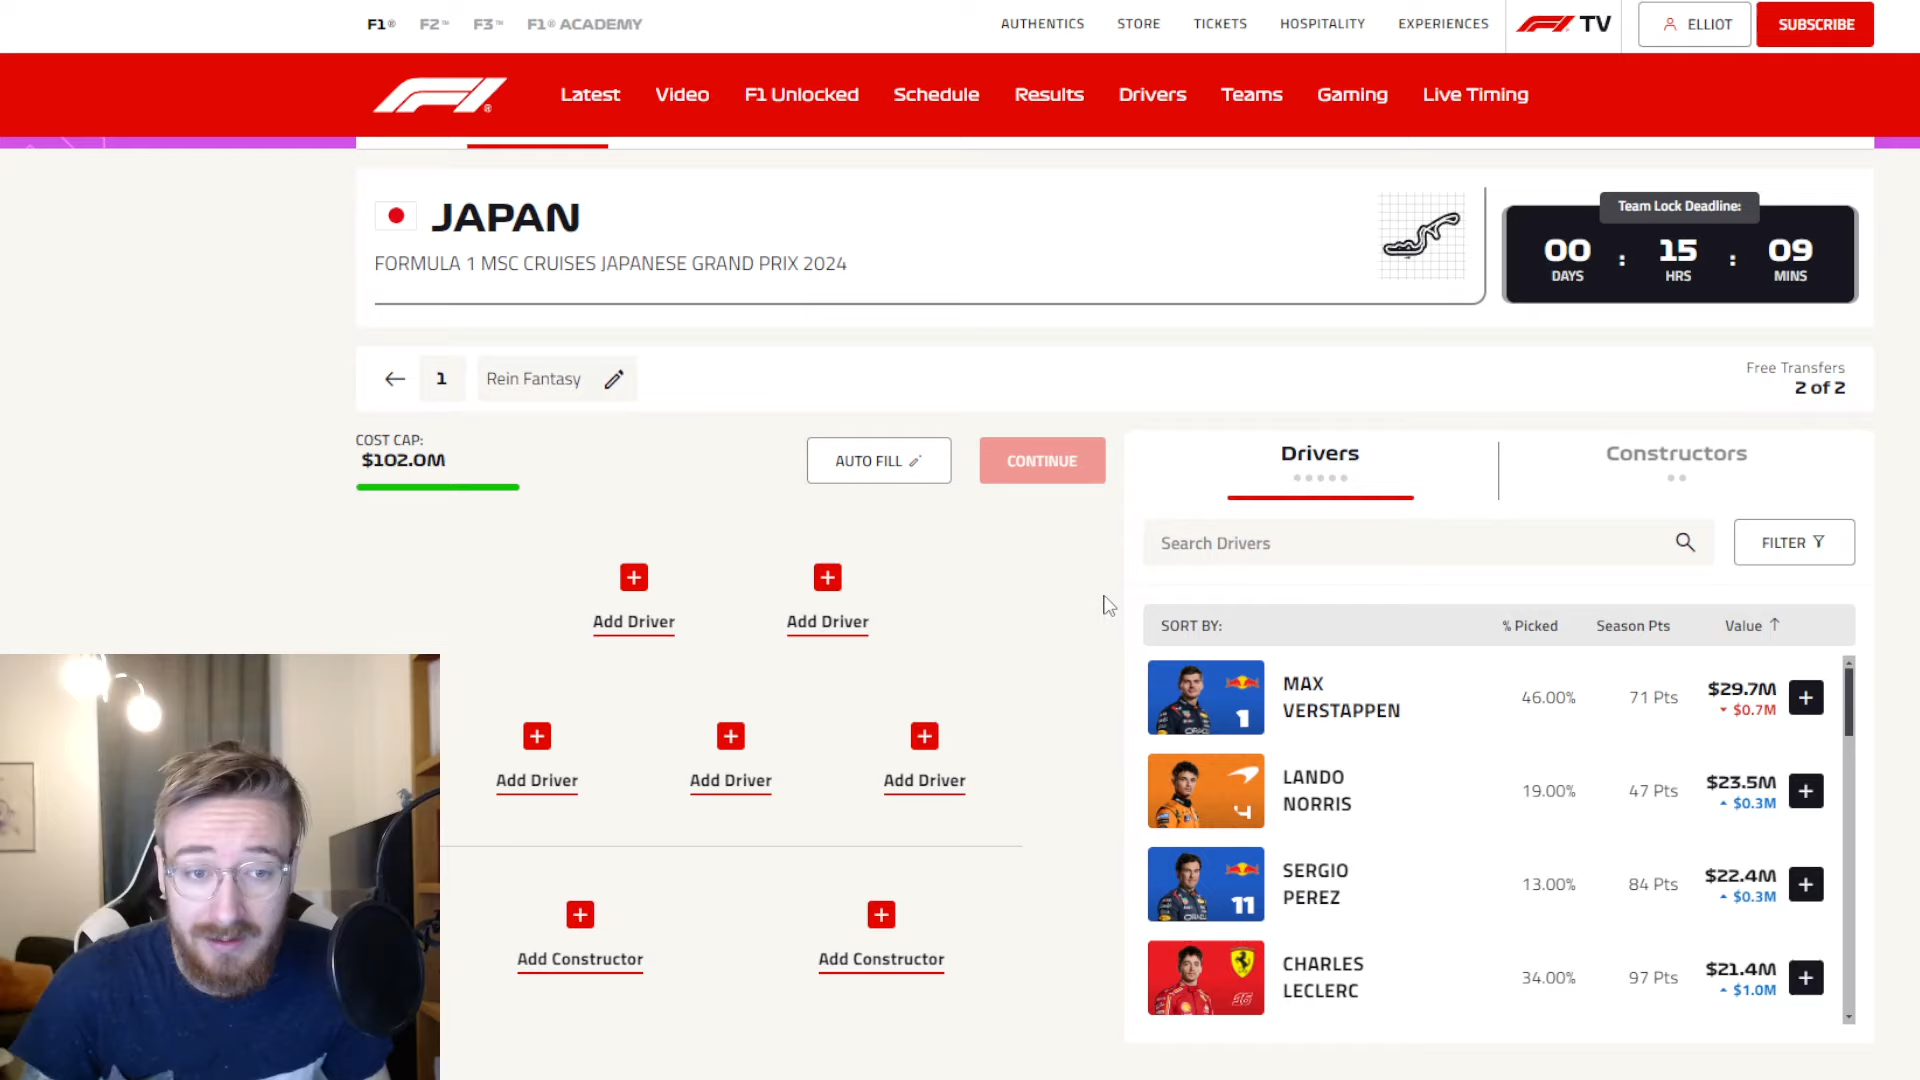 F1® F2™ F3™ F1® ACADEMY AUTHENTICS STORE TICKETS HOSPITALITY EXPERIENCES F1 TV ELLIOT SUBSCRIBE
F1® Latest Video F1 Unlocked Schedule Results Drivers Teams Gaming Live Timing
JAPAN
FORMULA 1 MSC CRUISES JAPANESE GRAND PRIX 2024
Team Lock Deadline:
00 : 15 : 09
DAYS HRS MINS
1 Rein Fantasy
Free Transfers
2 of 2
COST CAP:
$102.0M
AUTO FILL CONTINUE
Drivers Constructors
Search Drivers FILTER
Add Driver Add Driver
SORT BY: % Picked Season Pts Value ↑
MAX
VERSTAPPEN
1
46.00% 71 Pts $29.7M
$0.7M
Add Driver Add Driver Add Driver
LANDO
NORRIS
4
19.00% 47 Pts $23.5M
$0.3M
SERGIO
PEREZ
11
13.00% 84 Pts $22.4M
$0.3M
Add Constructor Add Constructor
CHARLES
LECLERC
16
34.00% 97 Pts $21.4M
$1.0M